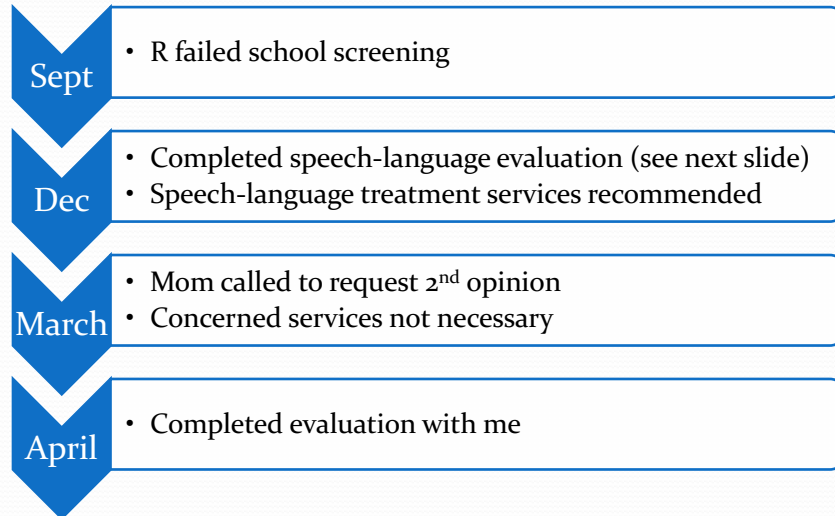 Sept
• R failed school screening
Dec
• Completed speech-language evaluation (see next slide)
• Speech-language treatment services recommended
March
• Mom called to request 2nd opinion
• Concerned services not necessary
April
• Completed evaluation with me